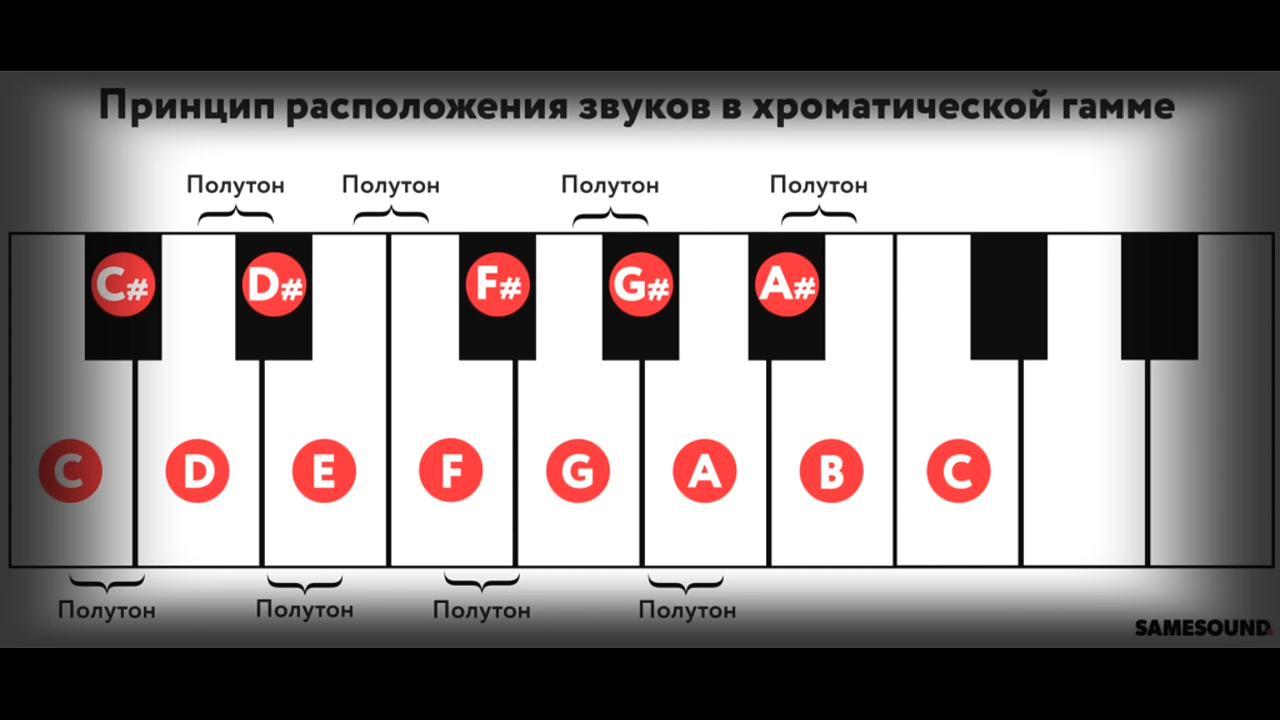 Принцип расположения звуков в хроматической гамме
Полутон Полутон Полутон Полутон
C# D# F# G# A#
C D E F G A B C
Полутон Полутон Полутон Полутон
SAMESOUND.